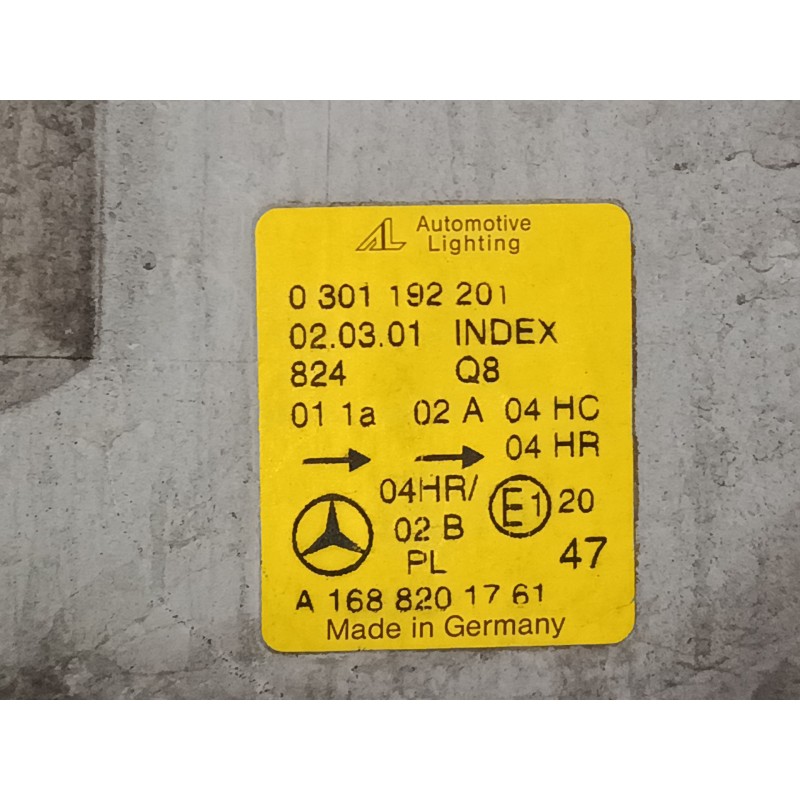 AL Automotive
Lighting
0 301 192 201
02.03.01 INDEX
824 Q8
01 1a 02 A 04 HC
→ → 04 HR
04HR/ E1 20
02 B
PL 47
A 168 820 17 61
Made in Germany